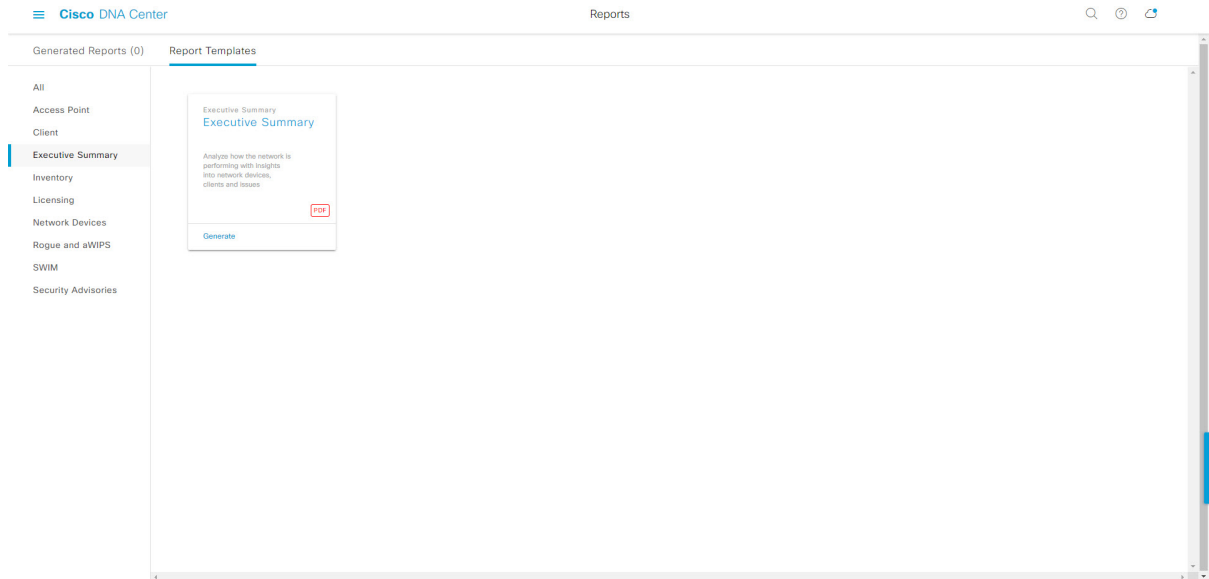 Cisco DNA Center
Reports
Generated Reports (0)
Report Templates
All
Access Point
Client
Executive Summary
Inventory
Licensing
Network Devices
Rogue and aWIPS
SWIM
Security Advisories
Executive Summary
Executive Summary
Analyze how the network is
performing with insights
into network devices,
clients and issues
PDF
Generate